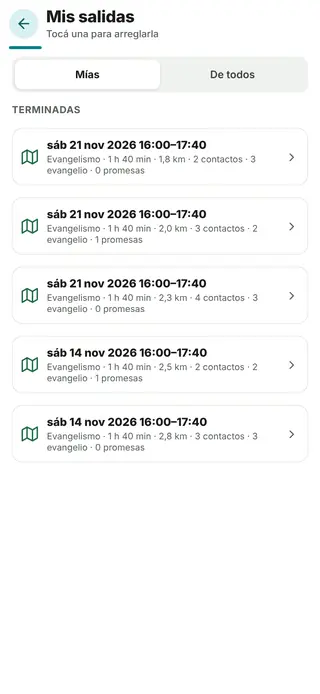 Mis salidas
Tocá una para arreglarla
Mías
De todos
TERMINADAS
sáb 21 nov 2026 16:00–17:40
Evangelismo · 1 h 40 min · 1,8 km · 2 contactos · 3
evangelio · 0 promesas
sáb 21 nov 2026 16:00–17:40
Evangelismo · 1 h 40 min · 2,0 km · 3 contactos · 2
evangelio · 1 promesas
sáb 21 nov 2026 16:00–17:40
Evangelismo · 1 h 40 min · 2,3 km · 4 contactos · 3
evangelio · 0 promesas
sáb 14 nov 2026 16:00–17:40
Evangelismo · 1 h 40 min · 2,5 km · 2 contactos · 2
evangelio · 1 promesas
sáb 14 nov 2026 16:00–17:40
Evangelismo · 1 h 40 min · 2,8 km · 3 contactos · 3
evangelio · 0 promesas